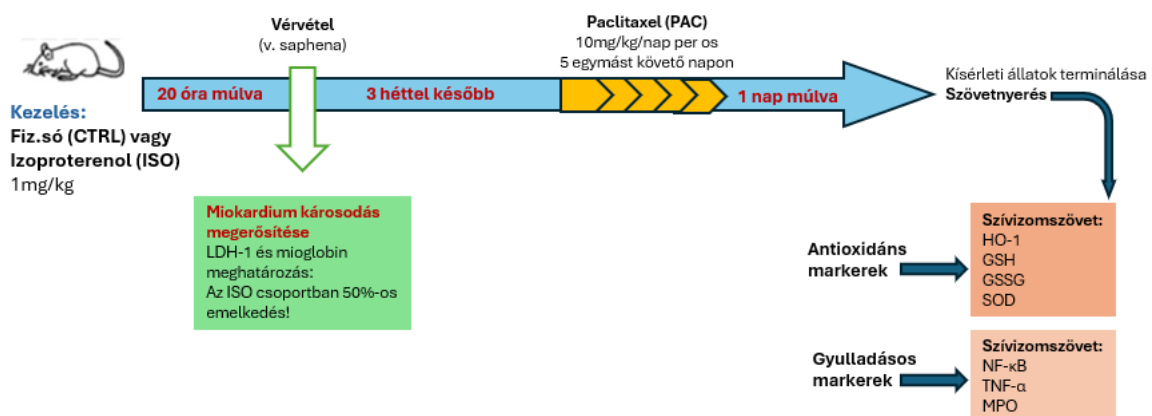 Vérvétel
(v. saphena)
Paclitaxel (PAC)
10mg/kg/nap per os
5 egymást követő napon
Kísérleti állatok terminálása
Szövetnyerés
20 óra múlva
3 héttel később
1 nap múlva
Kezelés:
Fiz.só (CTRL) vagy
Izoproterenol (ISO)
1mg/kg
Miokardium károsodás
megerősítése
LDH-1 és mioglobin
meghatározás:
Az ISO csoportban 50%-os
emelkedés!
Antioxidáns
markerek
Szívizomszövet:
HO-1
GSH
GSSG
SOD
Gyulladásos
markerek
Szívizomszövet:
NF-κB
TNF-α
MPO